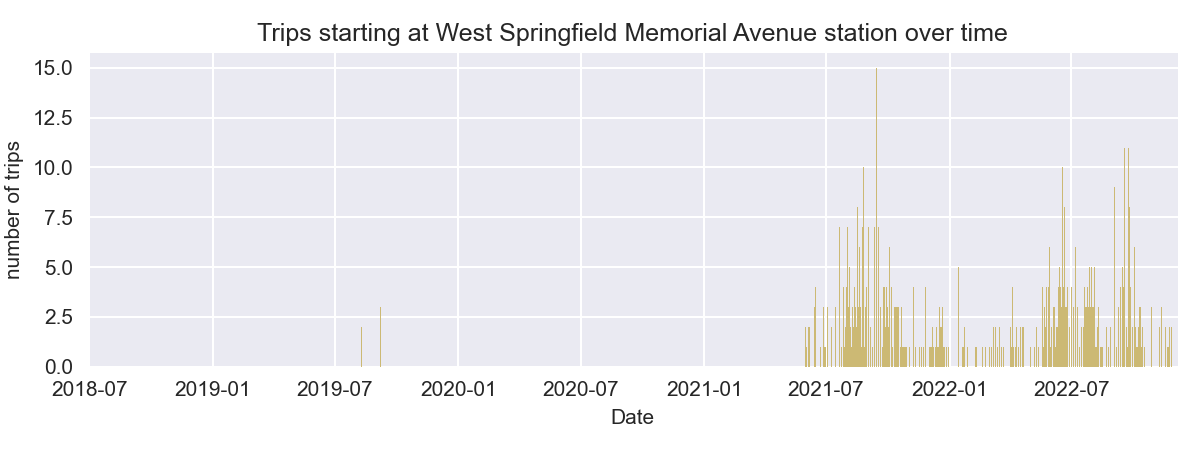 Trips starting at West Springfield Memorial Avenue station over time
15.0
12.5
10.0
7.5
5.0
2.5
0.0
number of trips
2018-07 2019-01 2019-07 2020-01 2020-07 2021-01 2021-07 2022-01 2022-07
Date